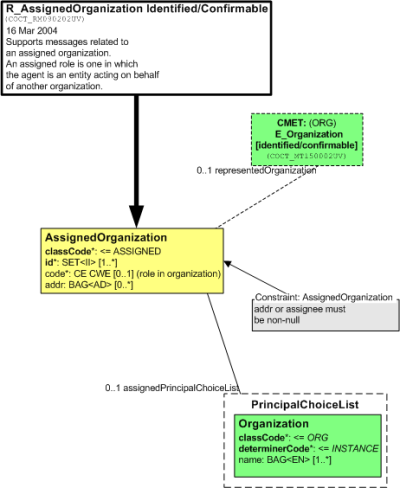 R_AssignedOrganization Identified/Confirmable
(COCT_RM090202UV)
16 Mar 2004
Supports messages related to
an assigned organization.
An assigned role is one in which
the agent is an entity acting on behalf
of another organization.
CMET: (ORG)
E_Organization
[identified/confirmable]
(COCT_MT150002UV)
0..1 representedOrganization
AssignedOrganization
classCode*: <= ASSIGNED
id*: SET<II> [1..*]
code*: CE CWE [0..1] (role in organization)
addr: BAG<AD> [0..*]
Constraint: AssignedOrganization
addr or assignee must
be non-null
0..1 assignedPrincipalChoiceList
PrincipalChoiceList
Organization
classCode*: <= ORG
determinerCode*: <= INSTANCE
name: BAG<EN> [1..*]